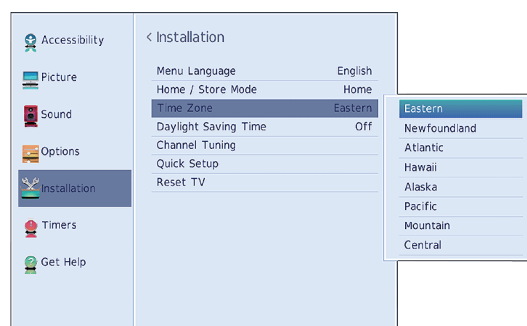 Accessibility
Picture
Sound
Options
Installation
Timers
Get Help
< Installation
Menu Language English
Home / Store Mode Home
Time Zone Eastern
Daylight Saving Time Off
Channel Tuning
Quick Setup
Reset TV
Eastern
Newfoundland
Atlantic
Hawaii
Alaska
Pacific
Mountain
Central